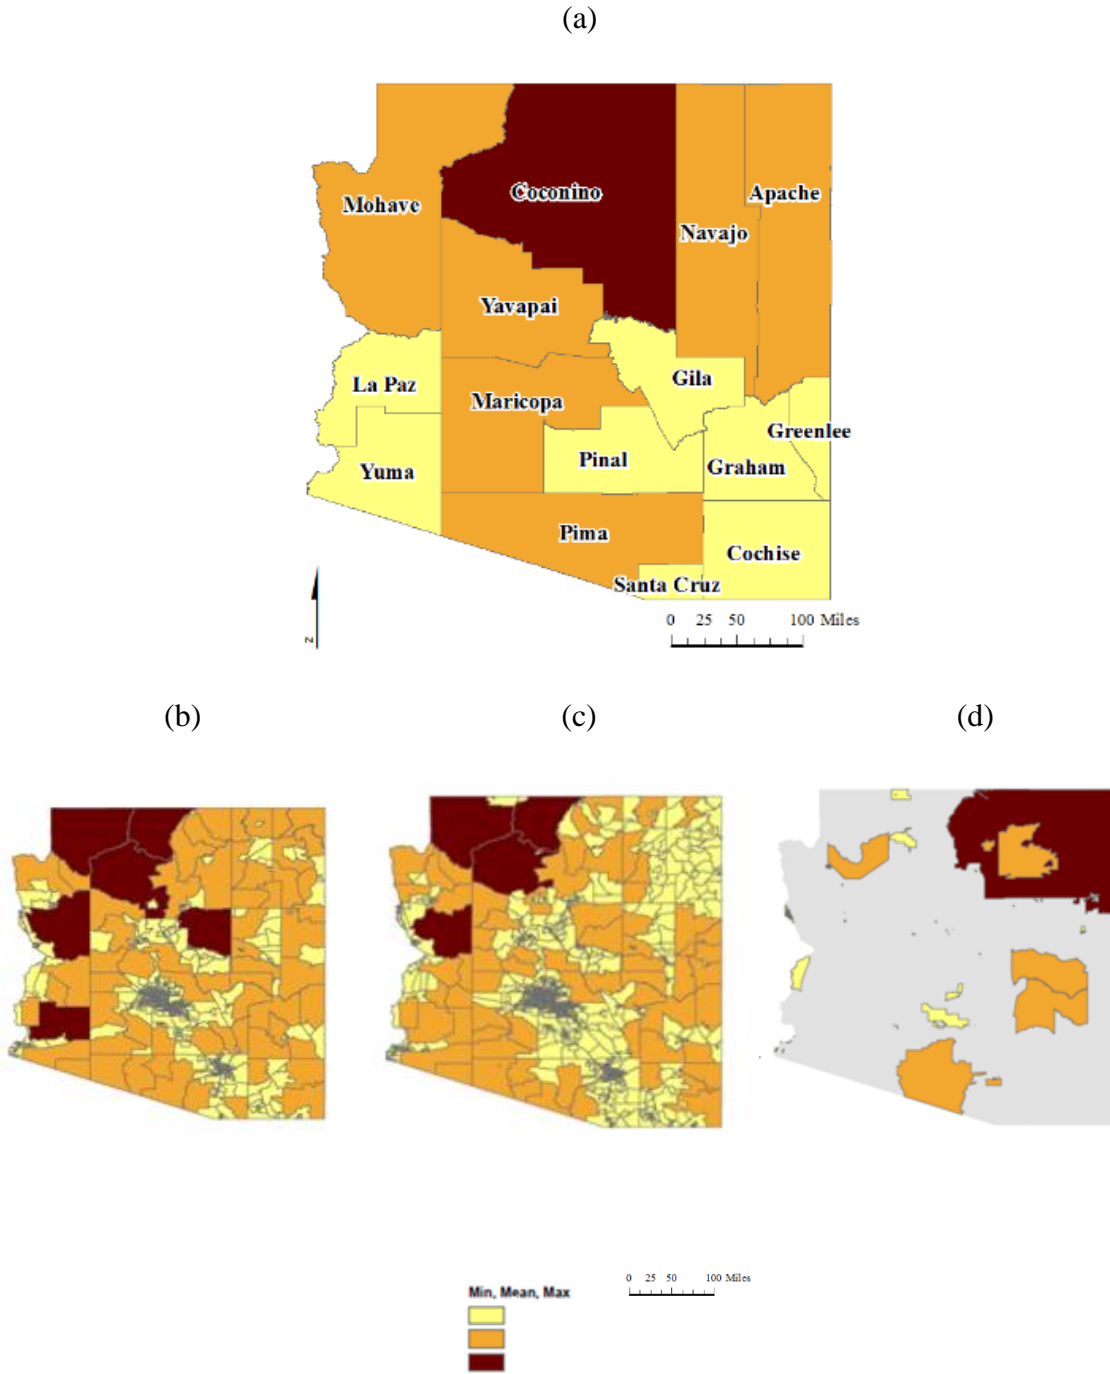 (a)
Coconino
Apache
Mohave
Navajo
Yavapai
Gila
La Paz
Maricopa
Greenlee
Pinal
Graham
Yuma
Pima
Cochise
Santa Cruz
0 25 50 100 Miles
N
(b) (c) (d)
0 25 50 100 Miles
Min, Mean, Max